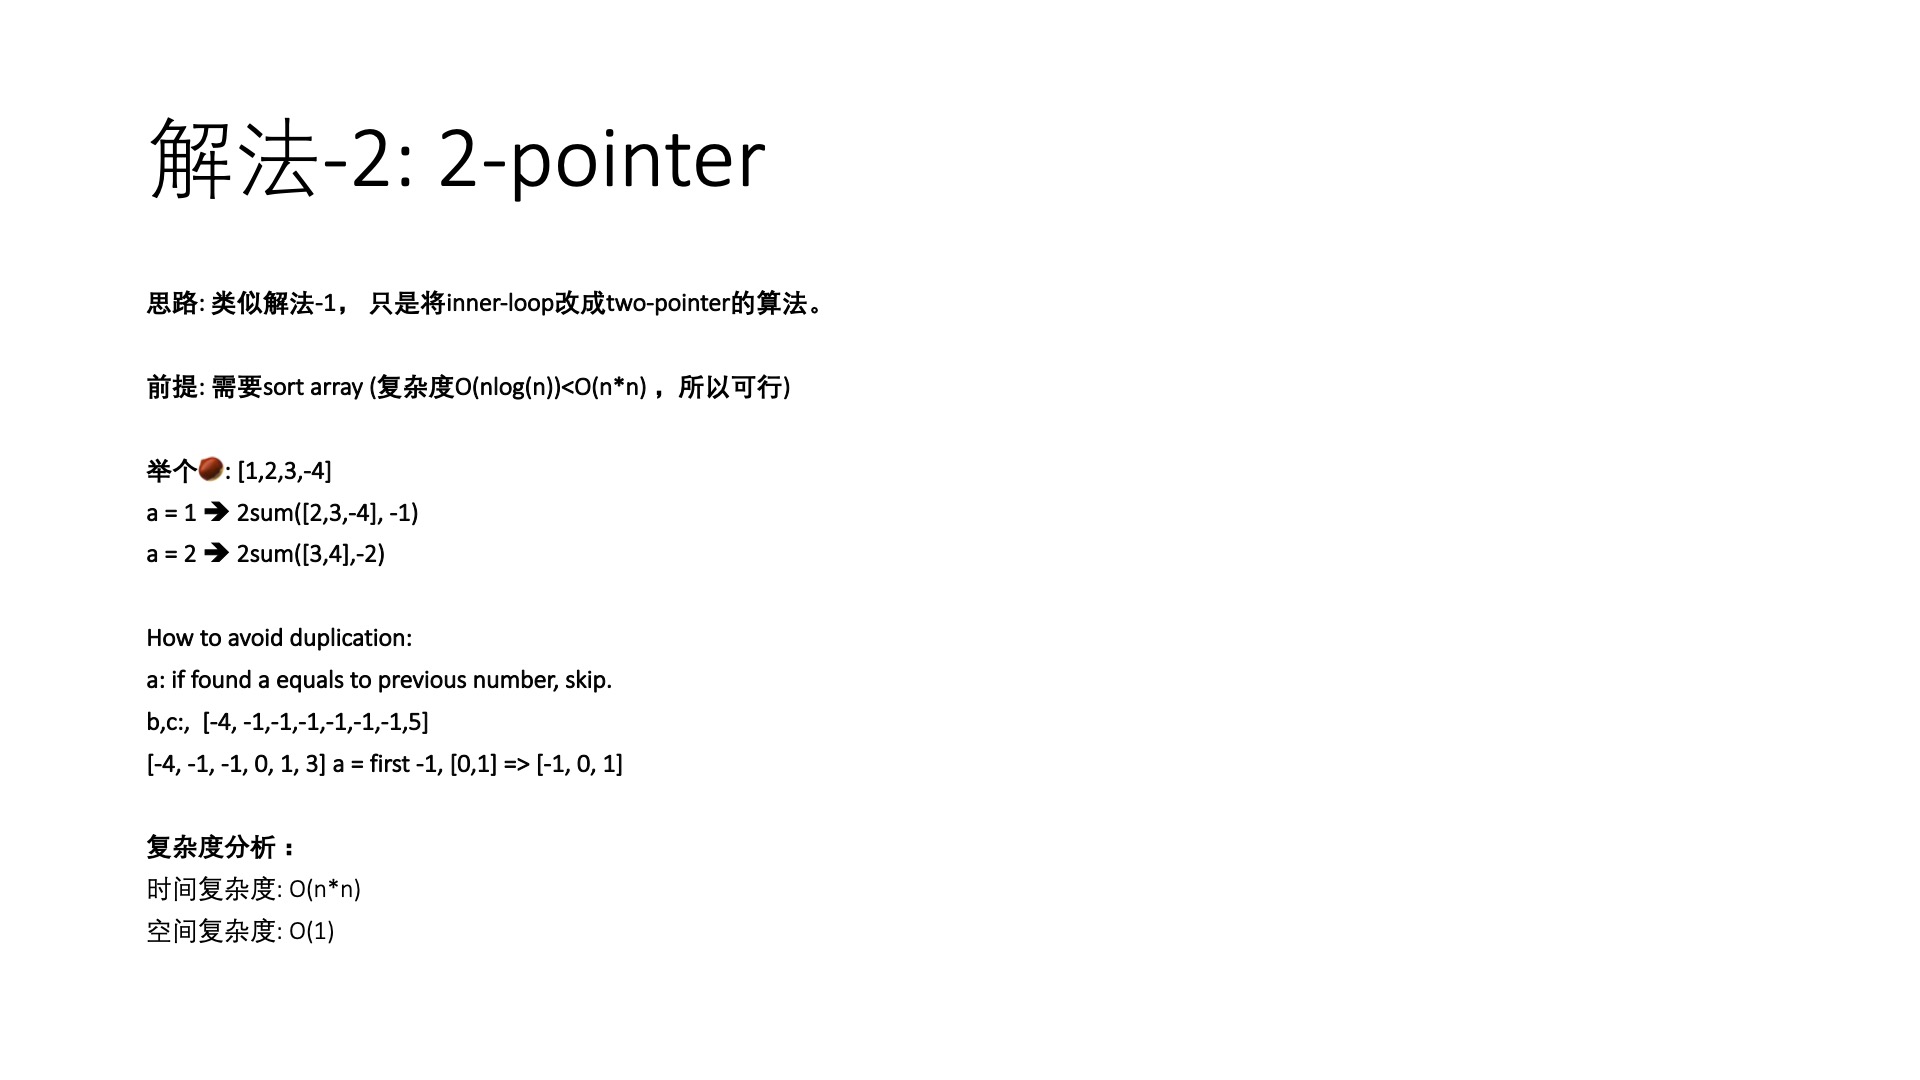 解法-2: 2-pointer
思路: 类似解法-1， 只是将inner-loop改成two-pointer的算法。
前提: 需要sort array (复杂度O(nlog(n))<O(n*n) ，所以可行)
举个🌰: [1,2,3,-4]
a = 1 ➔ 2sum([2,3,-4], -1)
a = 2 ➔ 2sum([3,4],-2)
How to avoid duplication:
a: if found a equals to previous number, skip.
b,c:, [-4, -1,-1,-1,-1,-1,-1,5]
[-4, -1, -1, 0, 1, 3] a = first -1, [0,1] => [-1, 0, 1]
复杂度分析：
时间复杂度: O(n*n)
空间复杂度: O(1)